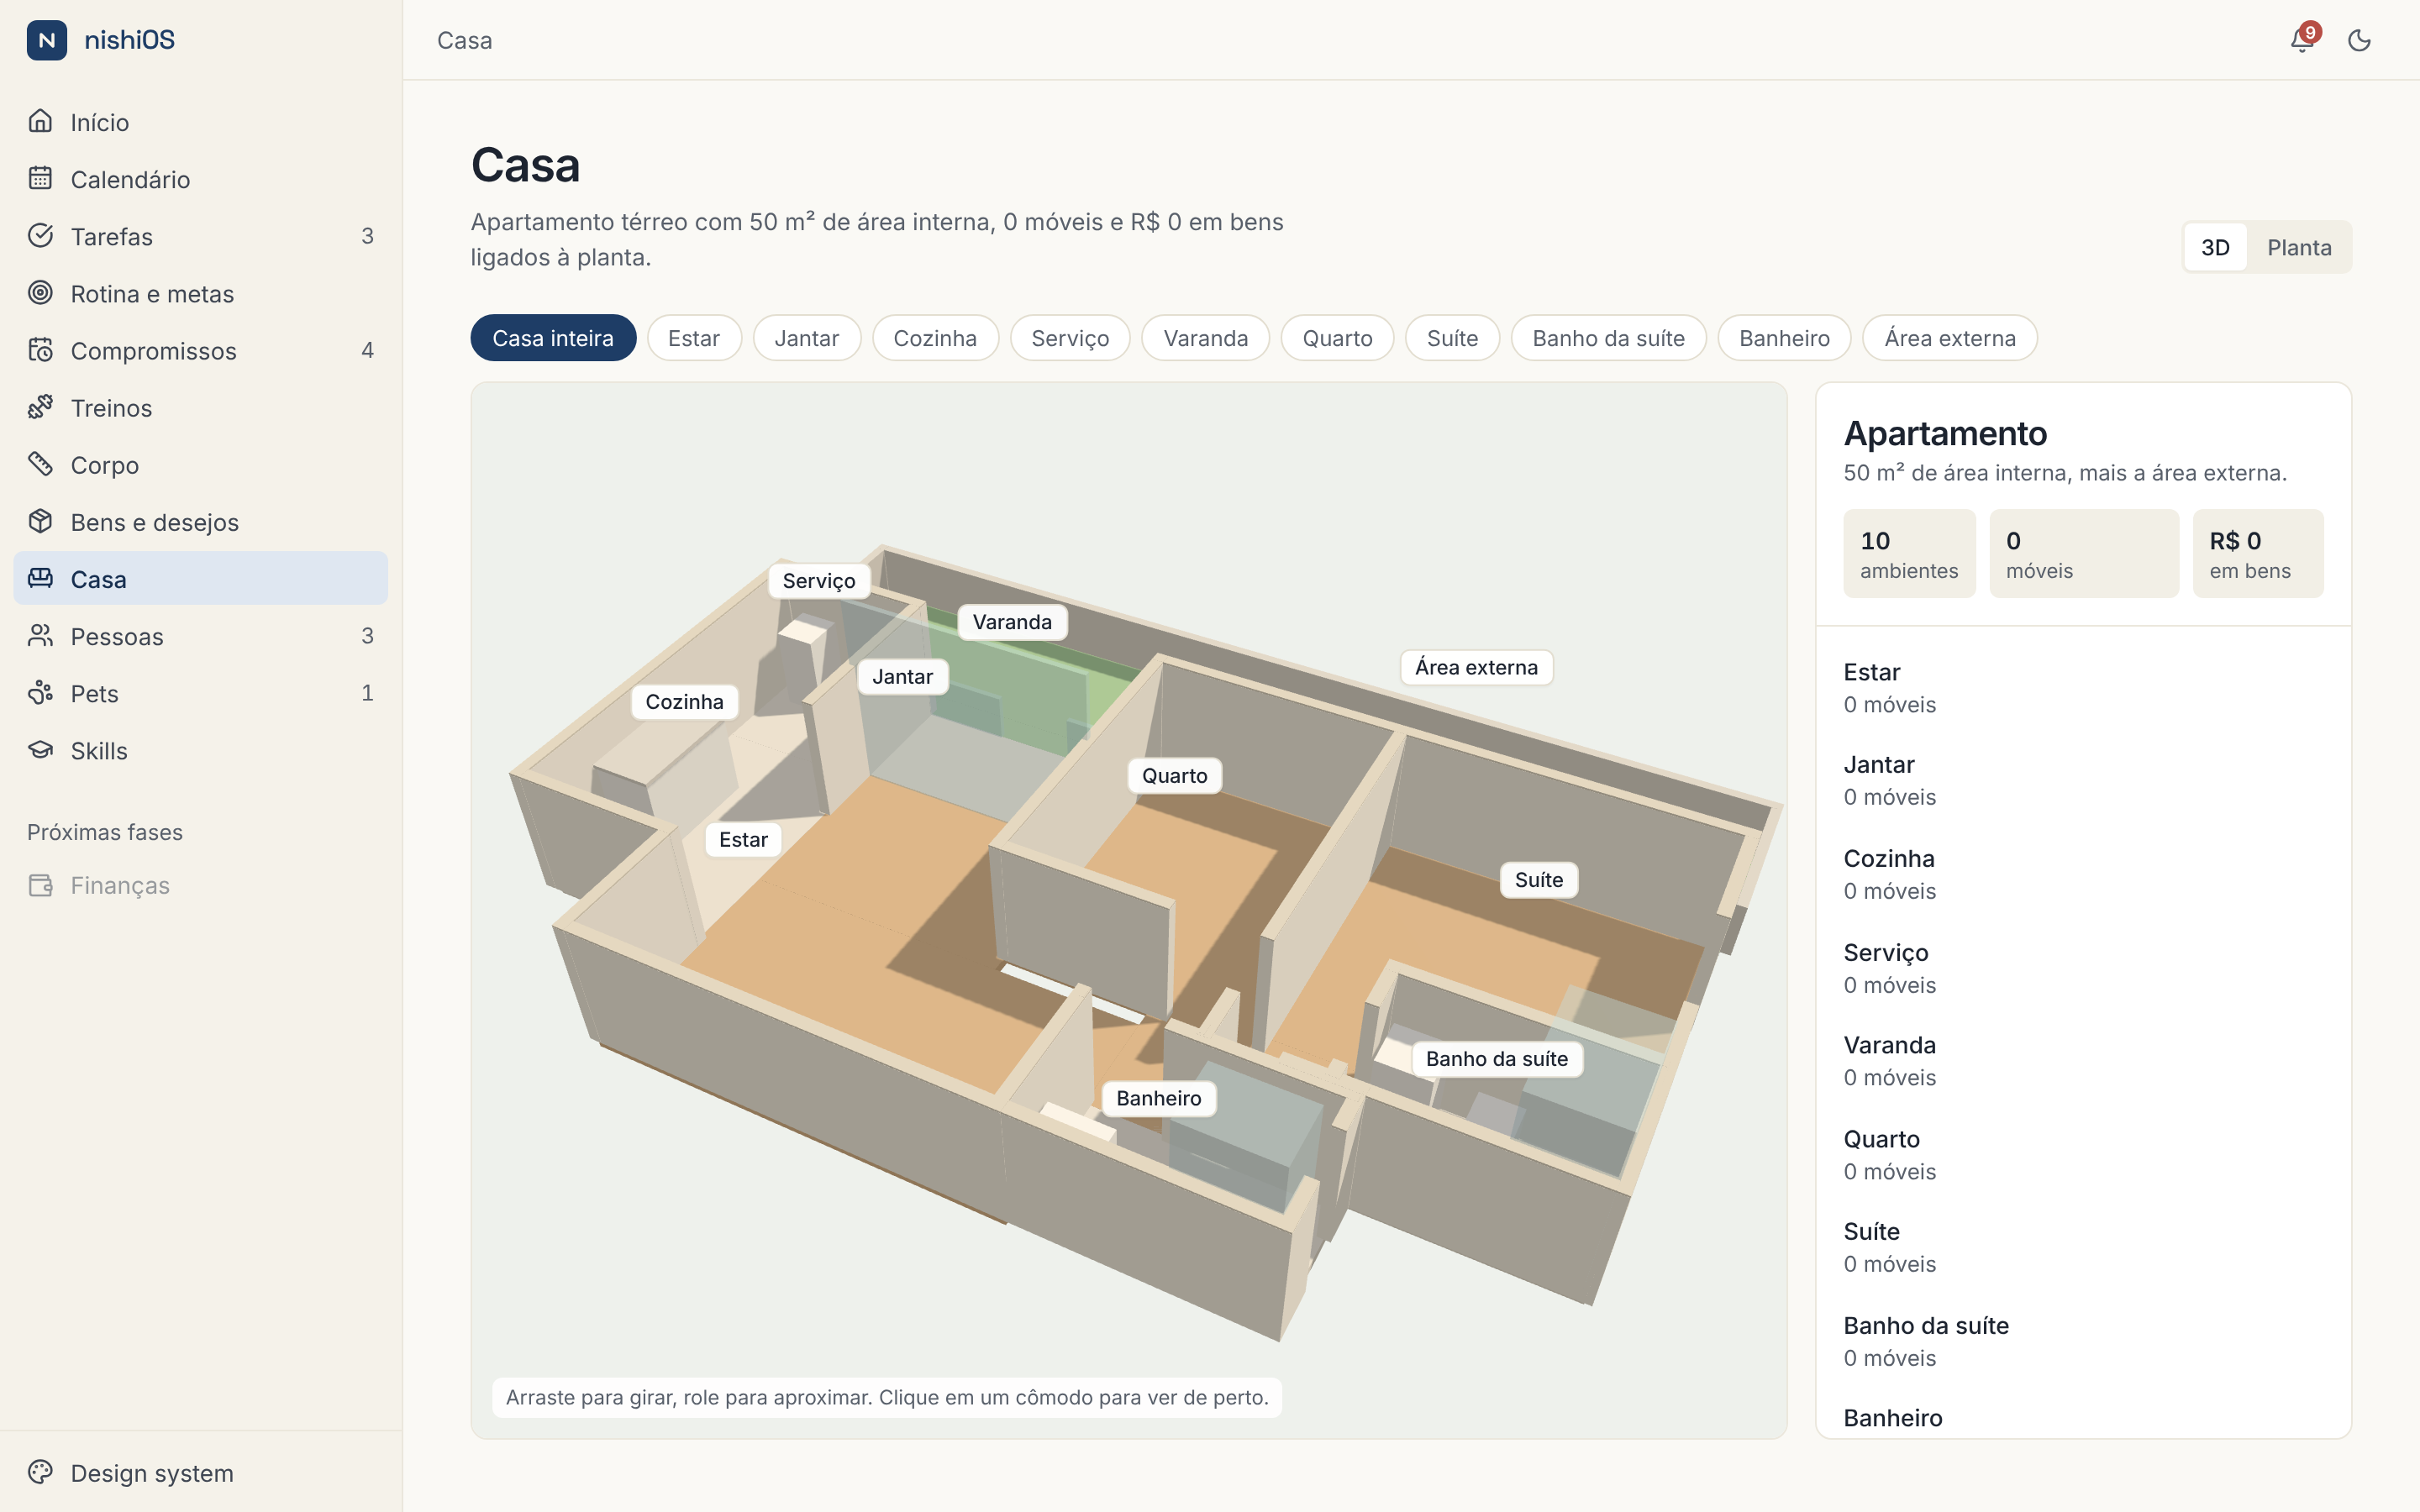 N nishiOS
Início
Calendário
Tarefas 3
Rotina e metas
Compromissos 4
Treinos
Corpo
Bens e desejos
Casa
Pessoas 3
Pets 1
Skills
Próximas fases
Finanças
Design system
Casa
9
Casa
Apartamento térreo com 50 m² de área interna, 0 móveis e R$ 0 em bens
ligados à planta.
3D Planta
Casa inteira Estar Jantar Cozinha Serviço Varanda Quarto Suíte Banho da suíte Banheiro Área externa
Serviço
Varanda
Área externa
Jantar
Cozinha
Quarto
Estar
Suíte
Banho da suíte
Banheiro
Arraste para girar, role para aproximar. Clique em um cômodo para ver de perto.
Apartamento
50 m² de área interna, mais a área externa.
10 0 R$ 0
ambientes móveis em bens
Estar
0 móveis
Jantar
0 móveis
Cozinha
0 móveis
Serviço
0 móveis
Varanda
0 móveis
Quarto
0 móveis
Suíte
0 móveis
Banho da suíte
0 móveis
Banheiro